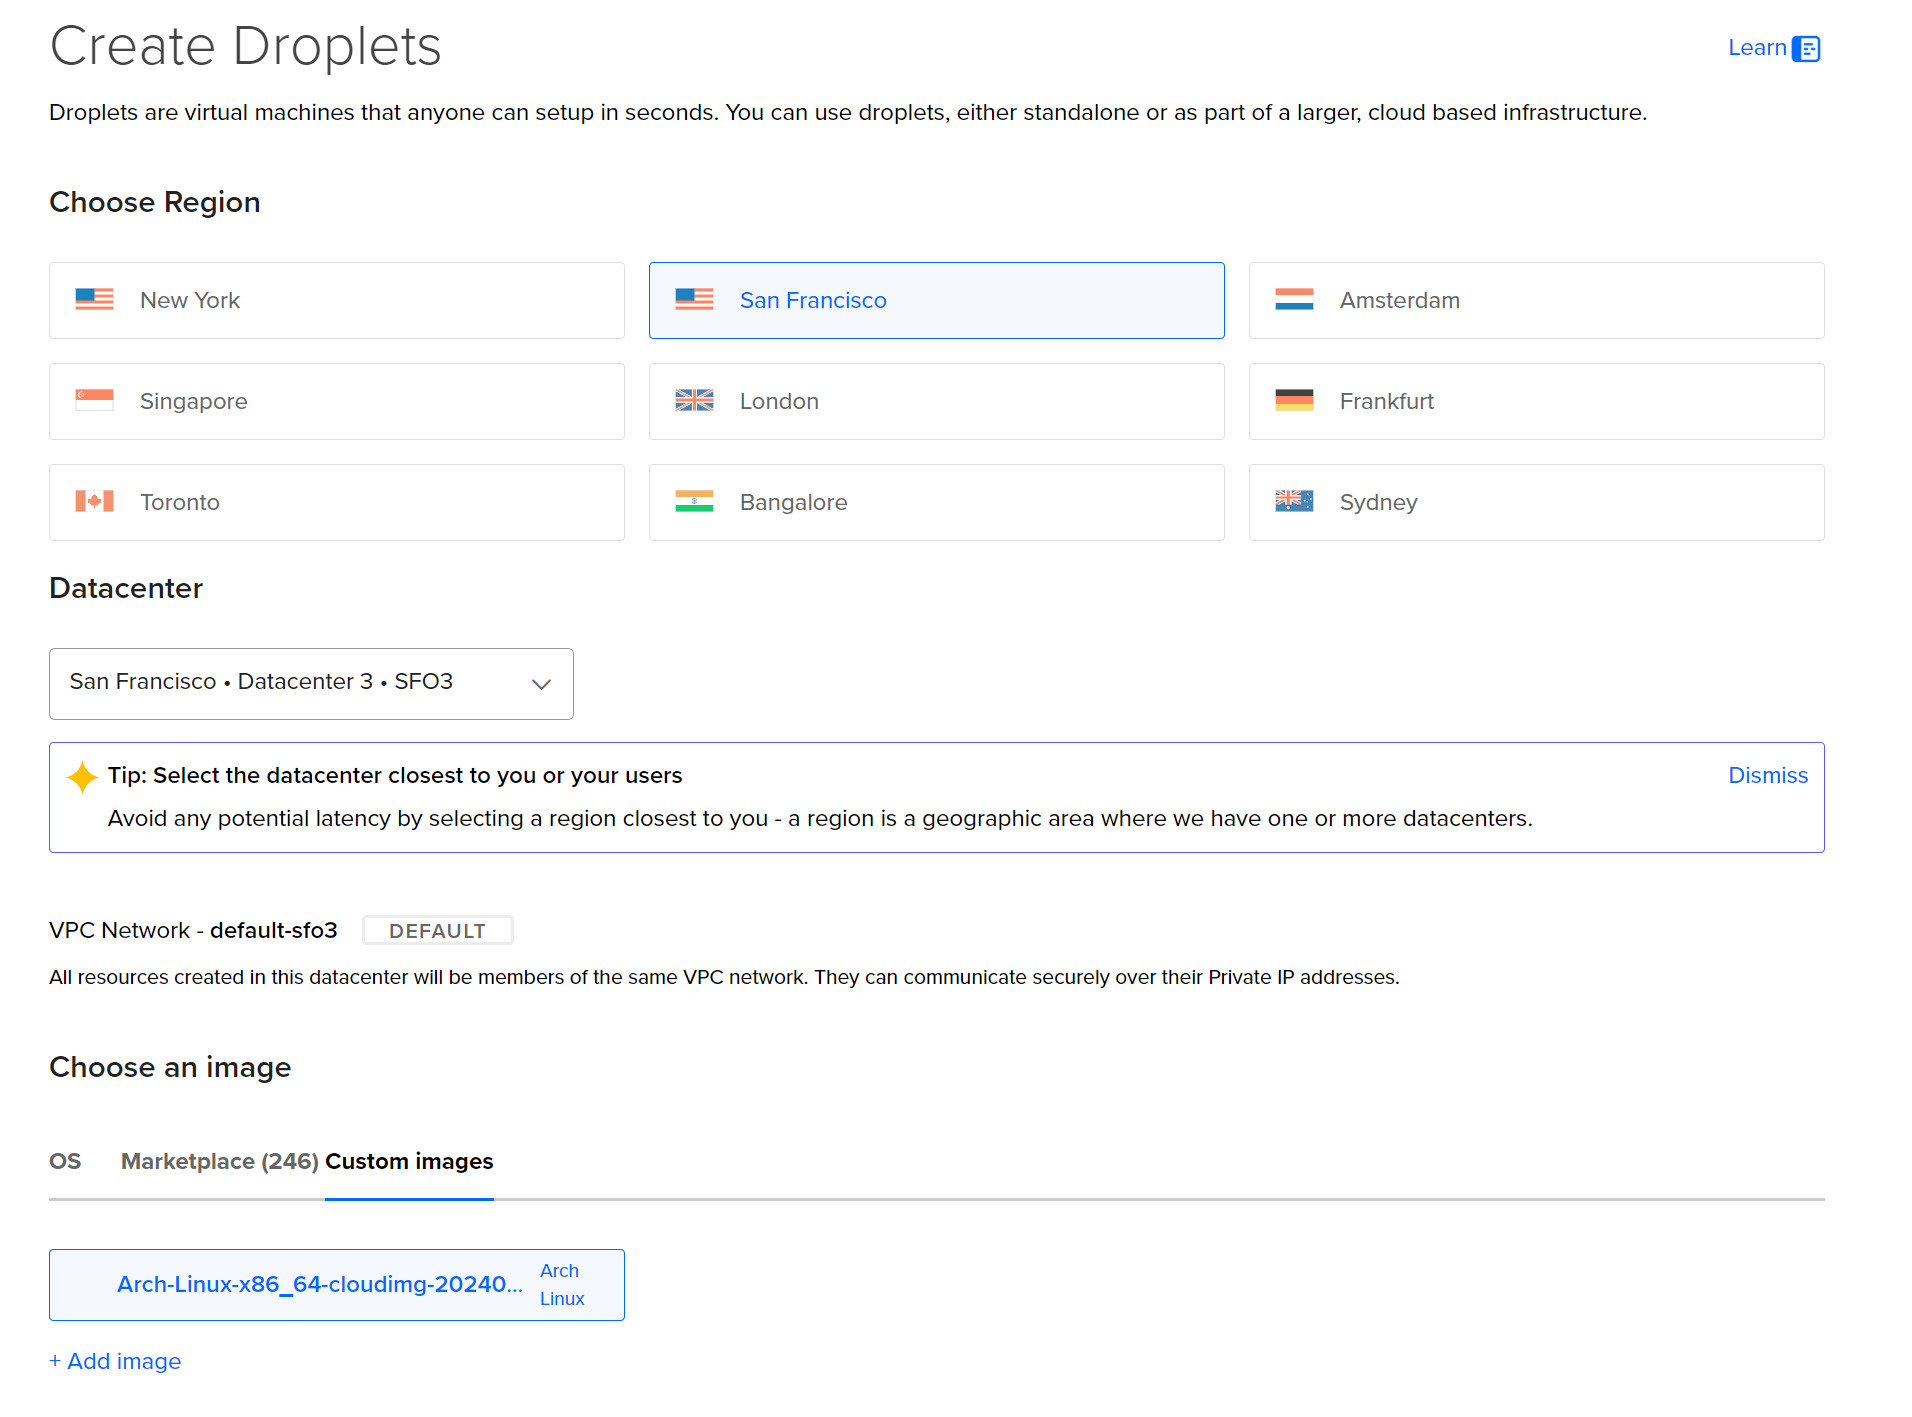 Create Droplets
Learn
Droplets are virtual machines that anyone can setup in seconds. You can use droplets, either standalone or as part of a larger, cloud based infrastructure.
Choose Region
New York
San Francisco
Amsterdam
Singapore
London
Frankfurt
Toronto
Bangalore
Sydney
Datacenter
San Francisco • Datacenter 3 • SFO3
Tip: Select the datacenter closest to you or your users
Dismiss
Avoid any potential latency by selecting a region closest to you - a region is a geographic area where we have one or more datacenters.
VPC Network - default-sfo3 DEFAULT
All resources created in this datacenter will be members of the same VPC network. They can communicate securely over their Private IP addresses.
Choose an image
OS Marketplace (246) Custom images
Arch-Linux-x86_64-cloudimg-20240...
Arch
Linux
+ Add image